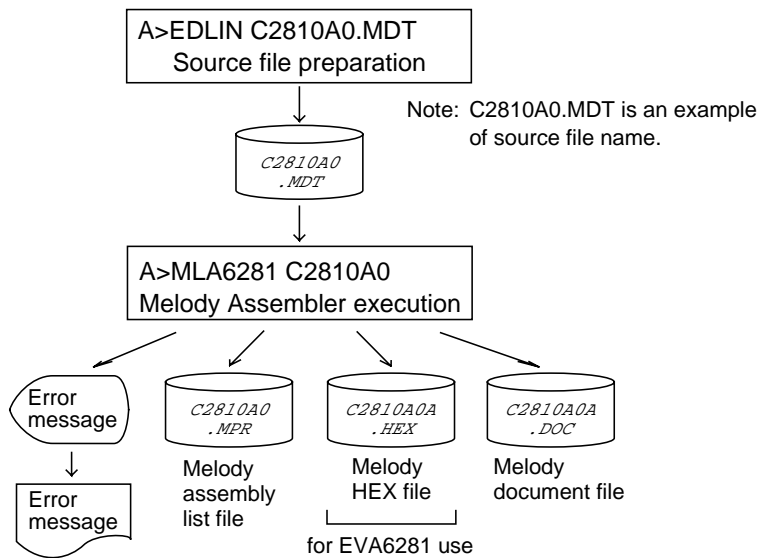 A>EDLIN C2810A0.MDT
Source file preparation
Note: C2810A0.MDT is an example
of source file name.
C2810A0
.MDT
A>MLA6281 C2810A0
Melody Assembler execution
Error
message
C2810A0
.MPR
C2810A0A
.HEX
C2810A0A
.DOC
Melody
assembly
list file
Melody
HEX file
Melody
document file
Error
message
for EVA6281 use